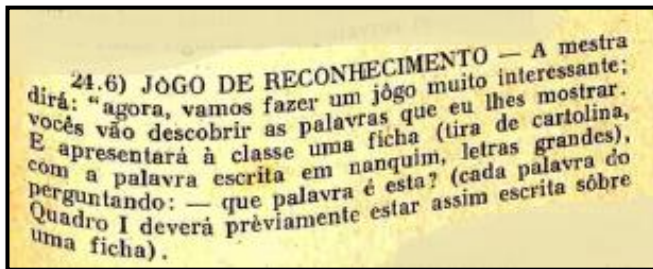 24.6) JÔGO DE RECONHECIMENTO — A mestra
dirá: "agora, vamos fazer um jôgo muito interessante;
vocês vão descobrir as palavras que eu lhes mostrar.
E apresentará à classe uma ficha (tira de cartolina,
com a palavra escrita em nanquim, letras grandes),
perguntando: — que palavra é esta? (cada palavra do
Quadro I deverá prèviamente estar assim escrita sôbre
uma ficha).